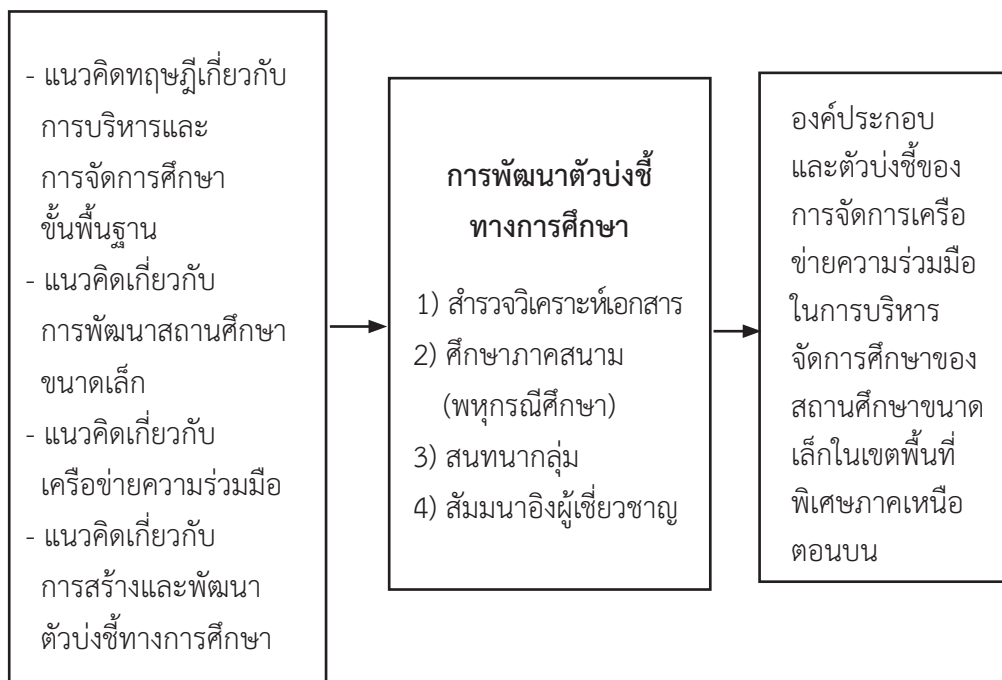 - แนวคิดทฤษฎีเกี่ยวกับ
การบริหารและ
การจัดการศึกษา
ขั้นพื้นฐาน
- แนวคิดเกี่ยวกับ
การพัฒนาสถานศึกษา
ขนาดเล็ก
- แนวคิดเกี่ยวกับ
เครือข่ายความร่วมมือ
- แนวคิดเกี่ยวกับ
การสร้างและพัฒนา
ตัวบ่งชี้ทางการศึกษา
การพัฒนาตัวบ่งชี้
ทางการศึกษา
1) สำรวจวิเคราะห์เอกสาร
2) ศึกษาภาคสนาม
(พหุกรณีศึกษา)
3) สนทนากลุ่ม
4) สัมมนาอิงผู้เชี่ยวชาญ
องค์ประกอบ
และตัวบ่งชี้ของ
การจัดการเครือ
ข่ายความร่วมมือ
ในการบริหาร
จัดการศึกษาของ
สถานศึกษาขนาด
เล็กในเขตพื้นที่
พิเศษภาคเหนือ
ตอนบน